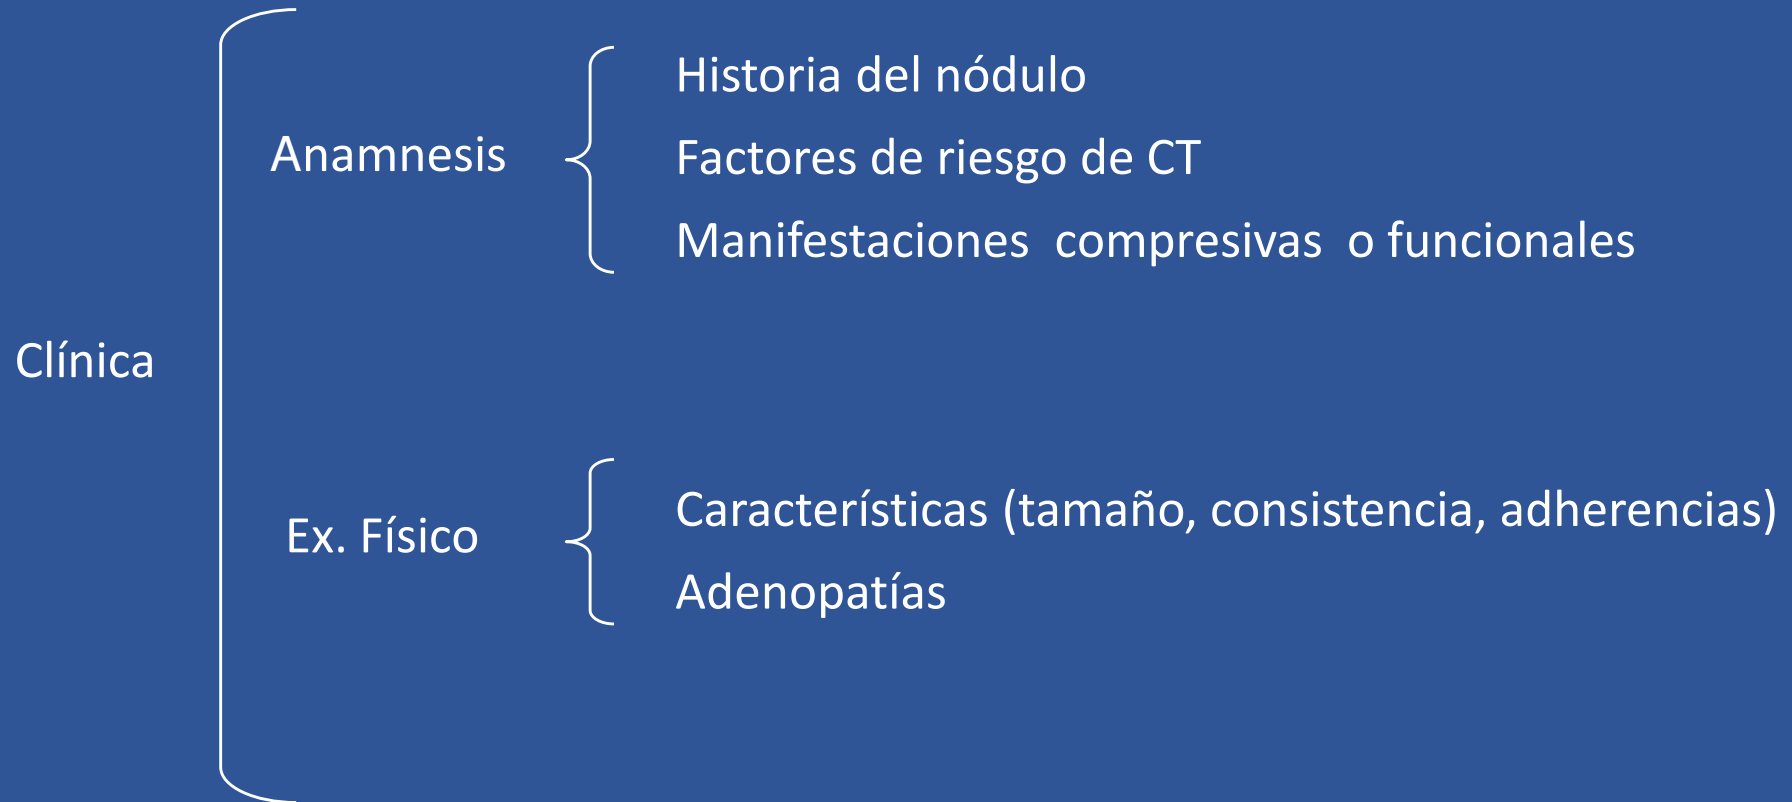 Historia del nódulo
Anamnesis
Factores de riesgo de CT
Manifestaciones compresivas o funcionales
Clínica
Características (tamaño, consistencia, adherencias)
Ex. Físico
Adenopatías